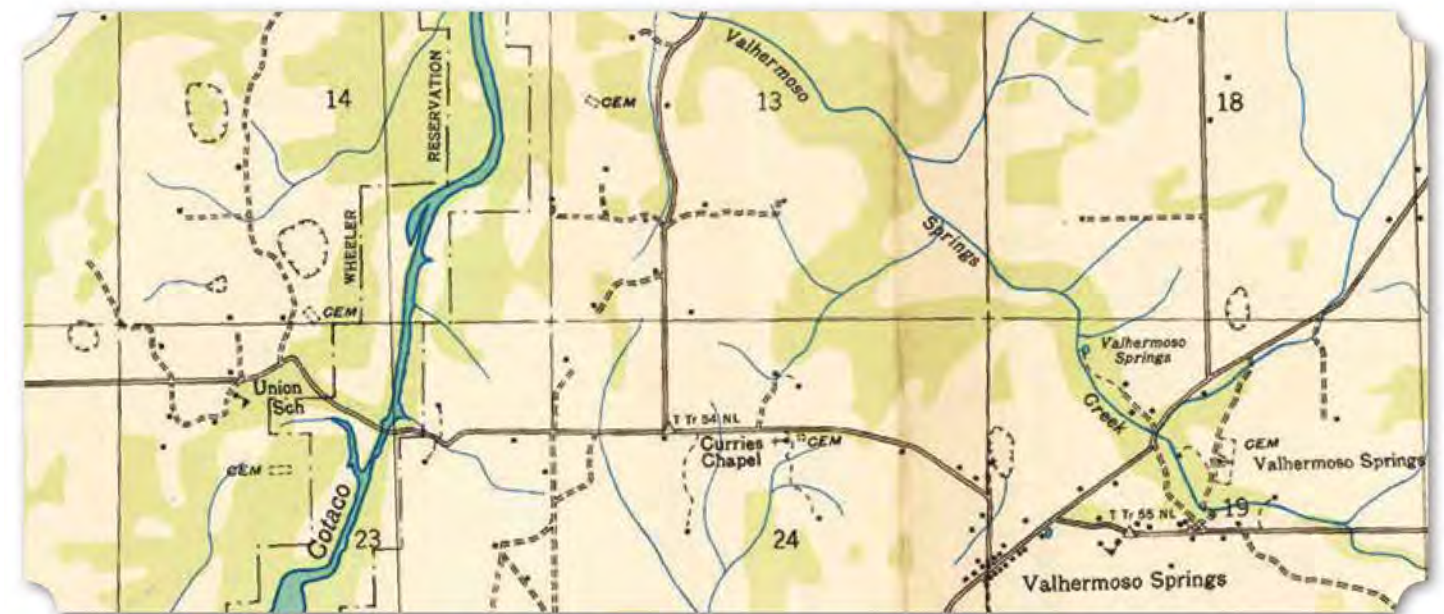 Valhermoso
14
RESERVATION
CEM
13
18
WHEELER
Springs
CEM
Valhermoso
Springs
Union
Sch
Creek
T Tr 54 NL
Curries
Chapel
CEM
CEM
Valhermoso Springs
CEM
Cotaco
23
24
T Tr 55 NL
19
Valhermoso Springs